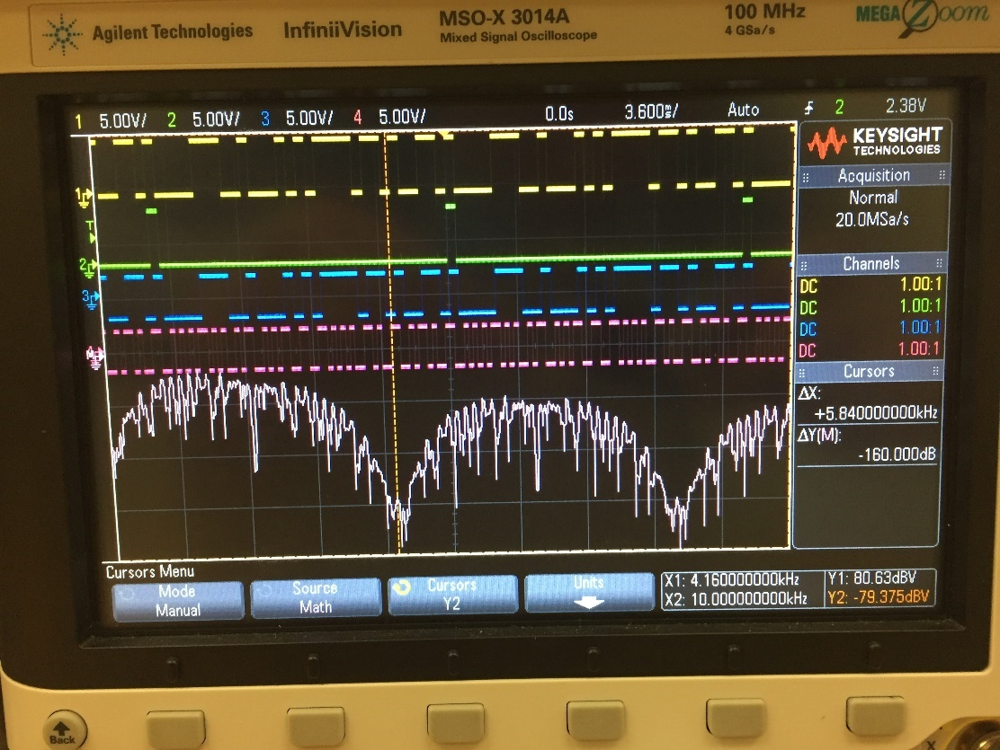 Agilent Technologies InfiniiVision MSO-X 3014A 100 MHz MEGA Zoom
Mixed Signal Oscilloscope 4 GSa/s
1 5.00V/ 2 5.00V/ 3 5.00V/ 4 5.00V/ 0.0s 3.600㎳/ Auto 2 2.38V
KEYSIGHT
TECHNOLOGIES
Acquisition
Normal
20.0MSa/s
1
T
2
3
Channels
DC 1.00:1
DC 1.00:1
DC 1.00:1
DC 1.00:1
Cursors
ΔX:
+5.840000000kHz
ΔY(M):
-160.000dB
Cursors Menu
Mode
Manual
Source
Math
Cursors
Y2
Units
X1: 4.160000000kHz
X2: 10.000000000kHz
Y1: 80.63dBV
Y2: -79.375dBV
Back